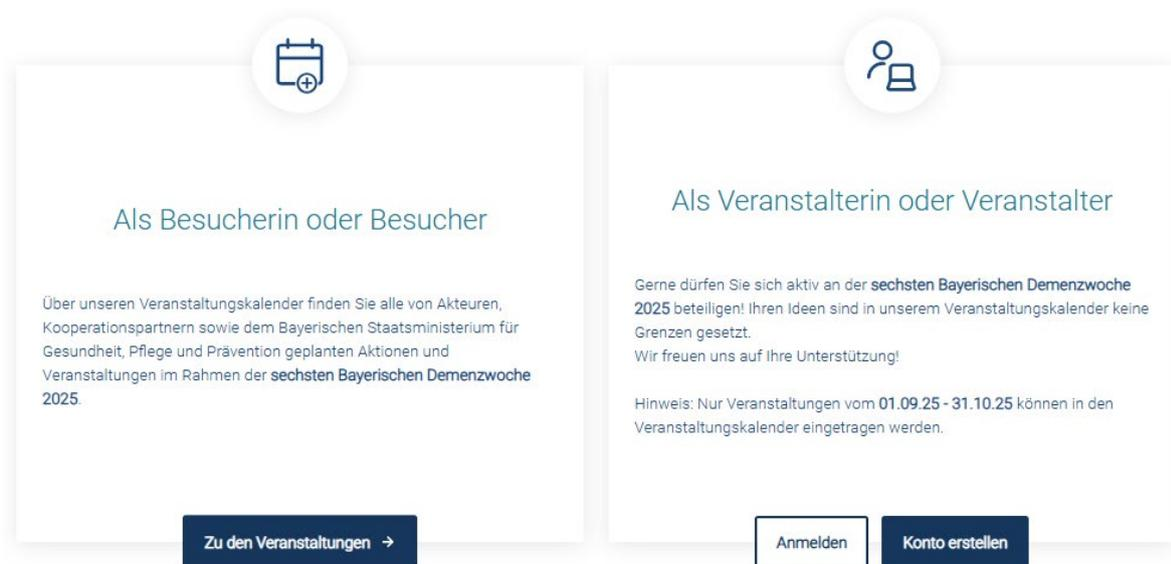 Als Besucherin oder Besucher
Über unseren Veranstaltungskalender finden Sie alle von Akteuren,
Kooperationspartnern sowie dem Bayerischen Staatsministerium für
Gesundheit, Pflege und Prävention geplanten Aktionen und
Veranstaltungen im Rahmen der sechsten Bayerischen Demenzwoche
2025.
Zu den Veranstaltungen →
Als Veranstalterin oder Veranstalter
Gerne dürfen Sie sich aktiv an der sechsten Bayerischen Demenzwoche
2025 beteiligen! Ihren Ideen sind in unserem Veranstaltungskalender keine
Grenzen gesetzt.
Wir freuen uns auf Ihre Unterstützung!
Hinweis: Nur Veranstaltungen vom 01.09.25 - 31.10.25 können in den
Veranstaltungskalender eingetragen werden.
Anmelden
Konto erstellen